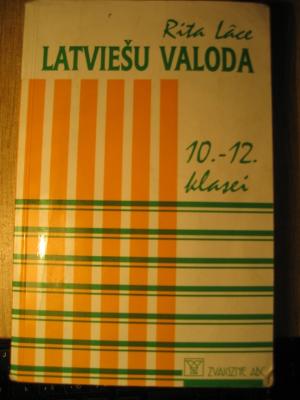 Rita Lāce
LATVIEŠU VALODA
10.-12.
klasei
ZVAIGZNE ABC